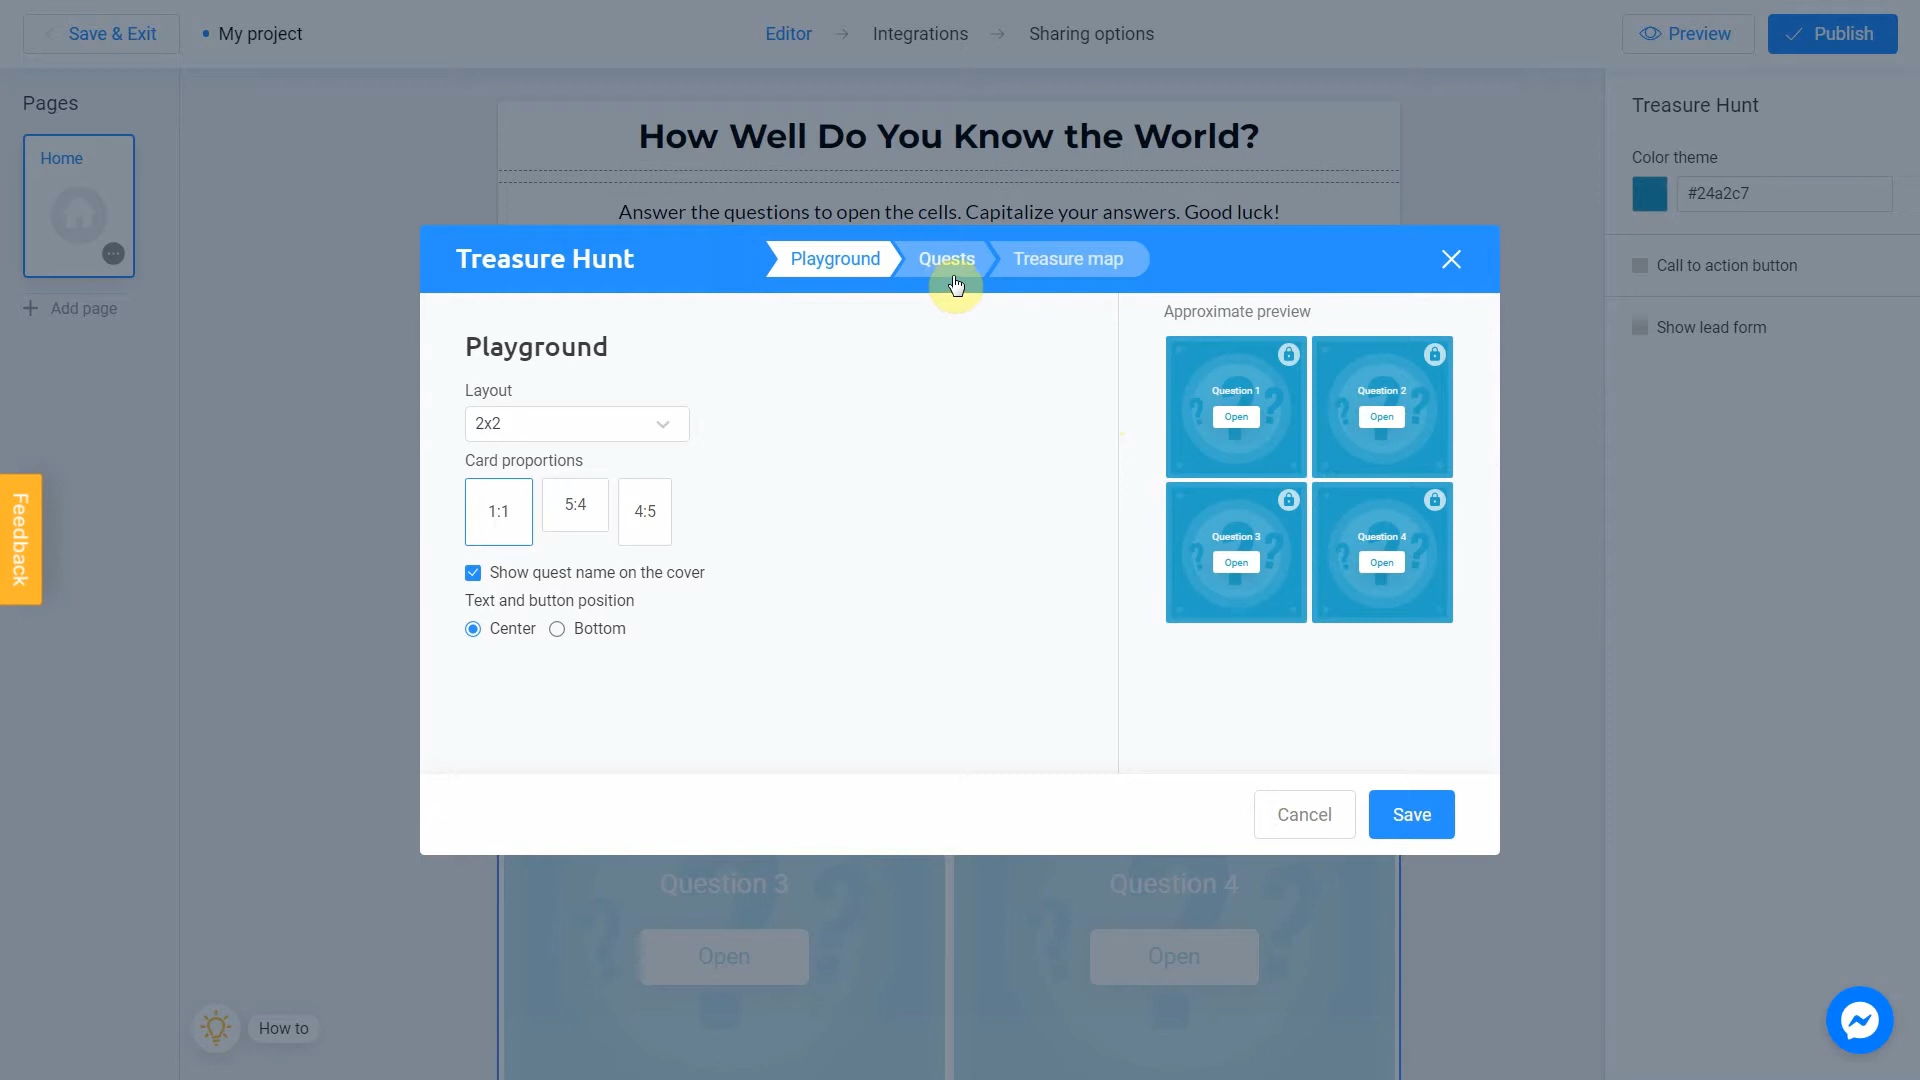 Save & Exit
My project
Editor
Integrations
Sharing options
Preview
Publish
Pages
Home
Add page
How Well Do You Know the World?
Answer the questions to open the cells. Capitalize your answers. Good luck!
Treasure Hunt
Color theme
#24a2c7
Call to action button
Show lead form
Treasure Hunt
Playground
Quests
Treasure map
Playground
Layout
2x2
Card proportions
1:1
5:4
4:5
Show quest name on the cover
Text and button position
Center
Bottom
Approximate preview
Question 1
Open
Question 2
Open
Question 3
Open
Question 4
Open
Cancel
Save
Question 3
Open
Question 4
Open
Feedback
How to